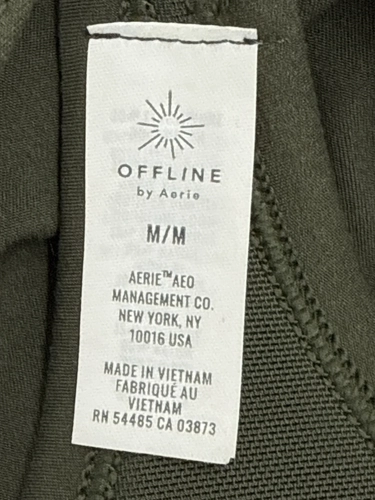 OFFLINE
by Aerie
M/M
AERIE™AEO
MANAGEMENT CO.
NEW YORK, NY
10016 USA
MADE IN VIETNAM
FABRIQUÉ AU
VIETNAM
RN 54485 CA 03873